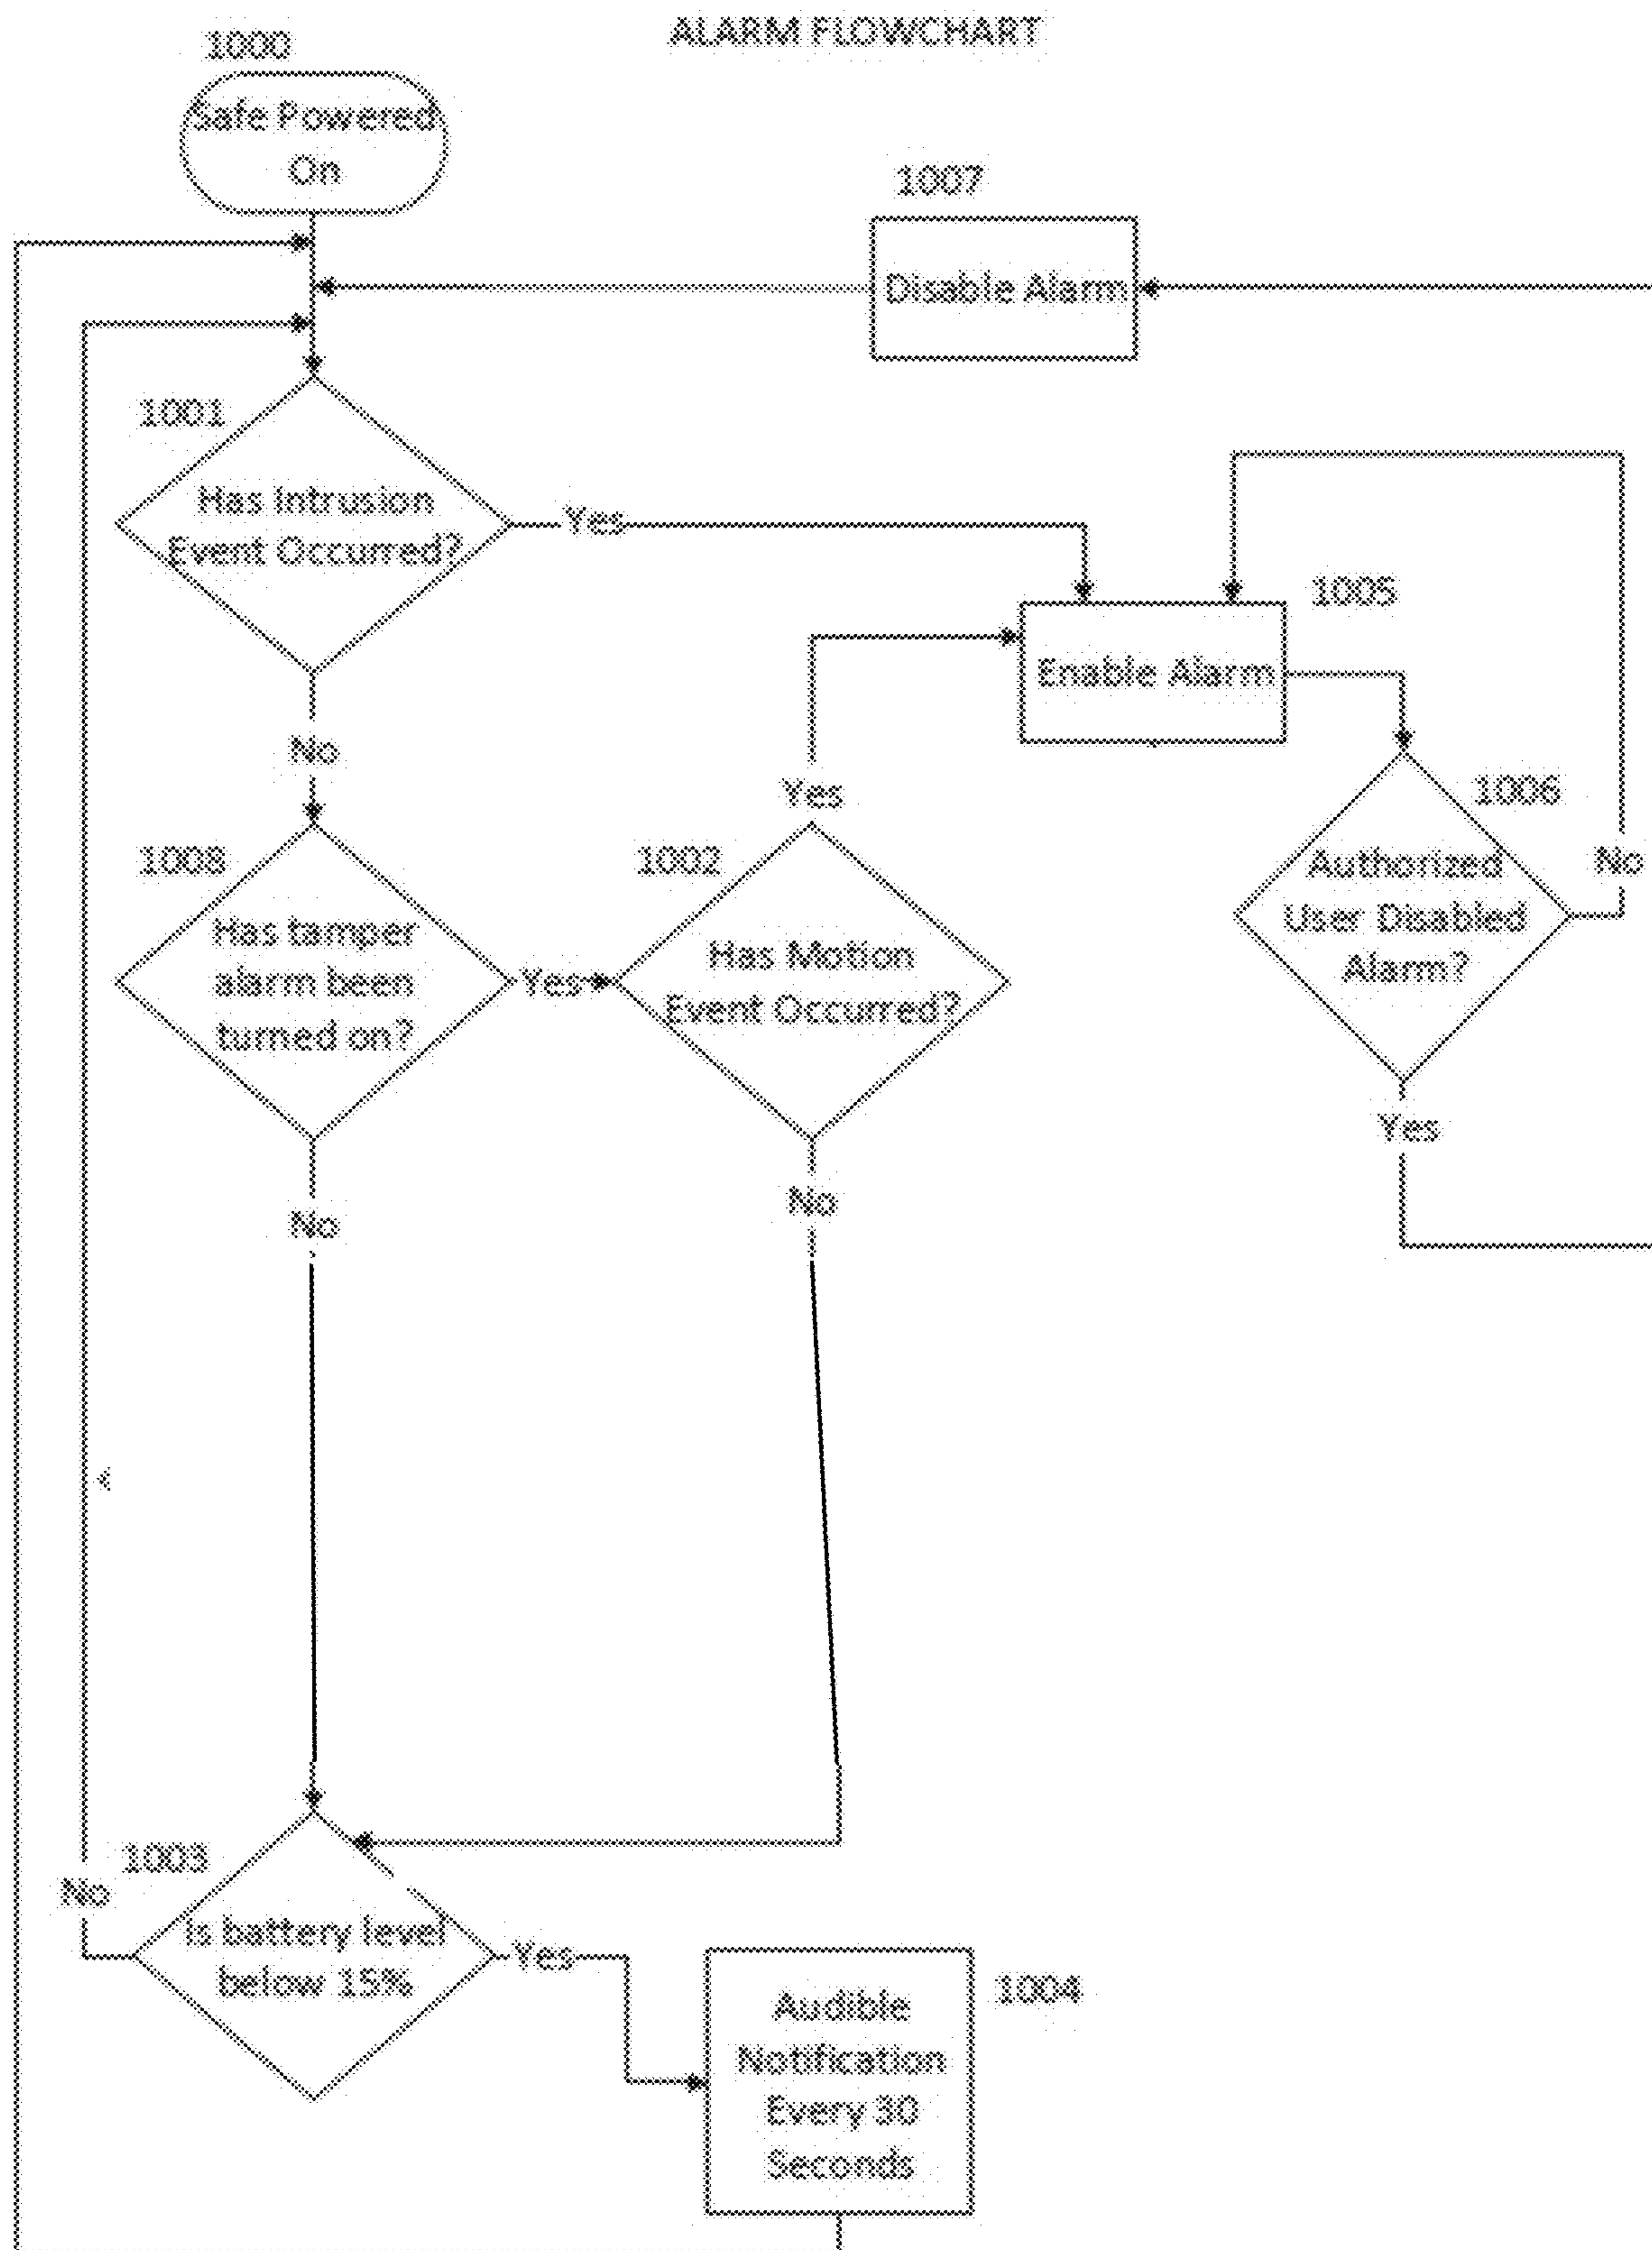 ALARM FLOWCHART
1000
Safe Powered
On
1007
Disable Alarm
1001
Has Intrusion
Event Occurred?
Yes
1005
Enable Alarm
No
Yes
1006
Authorized
User Disabled
Alarm?
No
Yes
1008
Has tamper
alarm been
turned on?
Yes
1002
Has Motion
Event Occurred?
No
No
1003
No
Is battery level
below 15%
Yes
1004
Audible
Notification
Every 30
Seconds